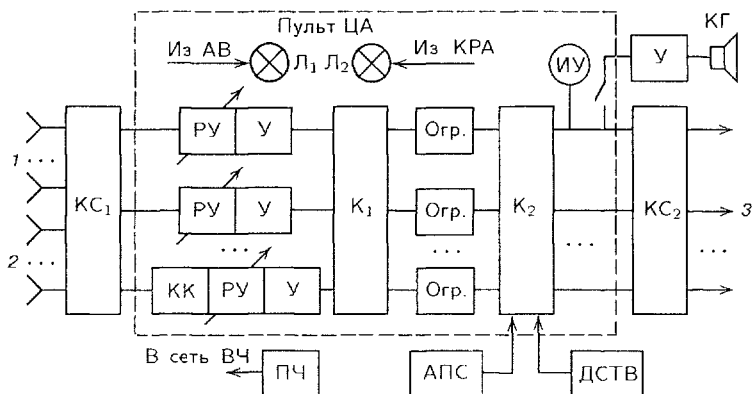 Пульт ЦА
КГ
Из АВ Л₁ Л₂ Из КРА
ИУ У
1 ... РУ У Огр.
КС₁ РУ У К₁ Огр. К₂ КС₂ 3
2 ... ... ... ... ...
КК РУ У Огр.
В сеть ВЧ ПЧ АПС ДСТВ